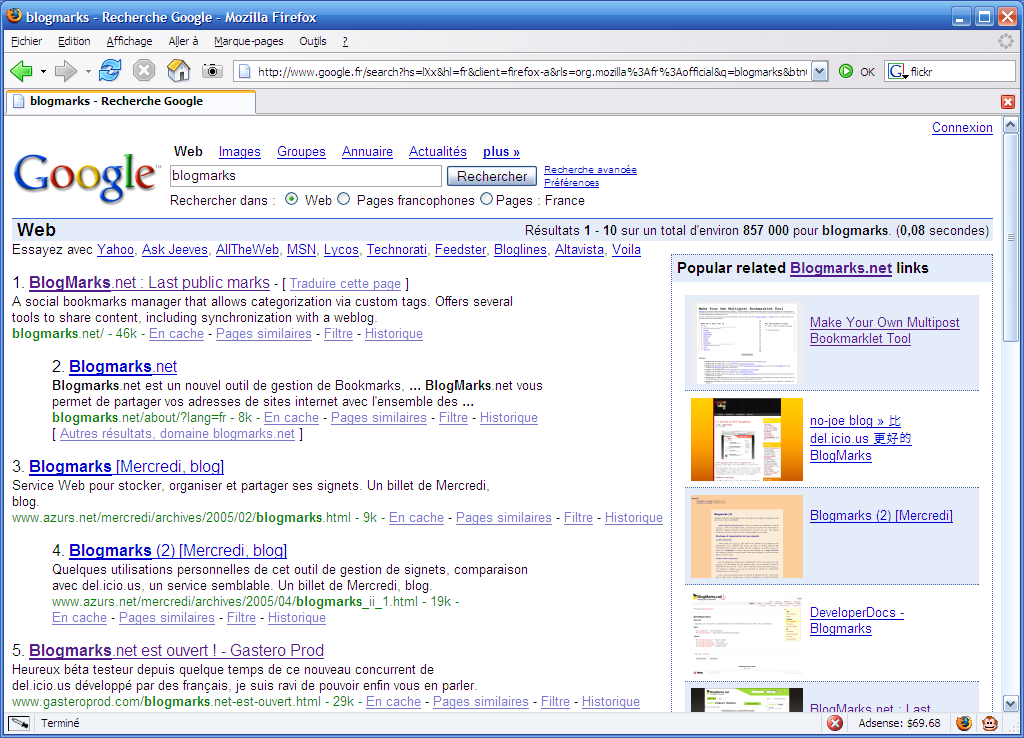 blogmarks - Recherche Google - Mozilla Firefox
Fichier Edition Affichage Aller à Marque-pages Outils ?
http://www.google.fr/search?hs=lXx&hl=fr&client=firefox-a&rls=org.mozilla%3Afr%3Aofficial&q=blogmarks&btn OK flickr
blogmarks - Recherche Google
Connexion
Google™
Web Images Groupes Annuaire Actualités plus »
blogmarks Rechercher
Recherche avancée
Préférences
Rechercher dans : Web Pages francophones Pages : France
Web Résultats 1 - 10 sur un total d'environ 857 000 pour blogmarks. (0,08 secondes)
Essayez avec Yahoo, Ask Jeeves, AllTheWeb, MSN, Lycos, Technorati, Feedster, Bloglines, Altavista, Voila
1. BlogMarks.net : Last public marks - [ Traduire cette page ]
A social bookmarks manager that allows categorization via custom tags. Offers several
tools to share content, including synchronization with a weblog.
blogmarks.net/ - 46k - En cache - Pages similaires - Filtre - Historique
2. Blogmarks.net
Blogmarks.net est un nouvel outil de gestion de Bookmarks, ... BlogMarks.net vous
permet de partager vos adresses de sites internet avec l'ensemble des ...
blogmarks.net/about/?lang=fr - 8k - En cache - Pages similaires - Filtre - Historique
[ Autres résultats, domaine blogmarks.net ]
3. Blogmarks [Mercredi, blog]
Service Web pour stocker, organiser et partager ses signets. Un billet de Mercredi,
blog.
www.azurs.net/mercredi/archives/2005/02/blogmarks.html - 9k - En cache - Pages similaires - Filtre - Historique
4. Blogmarks (2) [Mercredi, blog]
Quelques utilisations personnelles de cet outil de gestion de signets, comparaison
avec del.icio.us, un service semblable. Un billet de Mercredi, blog.
www.azurs.net/mercredi/archives/2005/04/blogmarks_ii_1.html - 19k -
En cache - Pages similaires - Filtre - Historique
5. Blogmarks.net est ouvert ! - Gastero Prod
Heureux béta testeur depuis quelque temps de ce nouveau concurrent de
del.icio.us développé par des français, je suis ravi de pouvoir enfin vous en parler.
www.gasteroprod.com/blogmarks.net-est-ouvert.html - 29k - En cache - Pages similaires - Filtre - Historique
Popular related Blogmarks.net links
Make Your Own Multipost Bookmarklet Tool
Make Your Own Multipost
Bookmarklet Tool
no-joe blog » 比
del.icio.us 更好的
BlogMarks
Blogmarks (2)
Blogmarks (2) [Mercredi]
BlogMarks.net
DeveloperDocs -
Blogmarks
BlogMarks.net
BlogMarks.net : Last
Terminé Adsense: $69.68